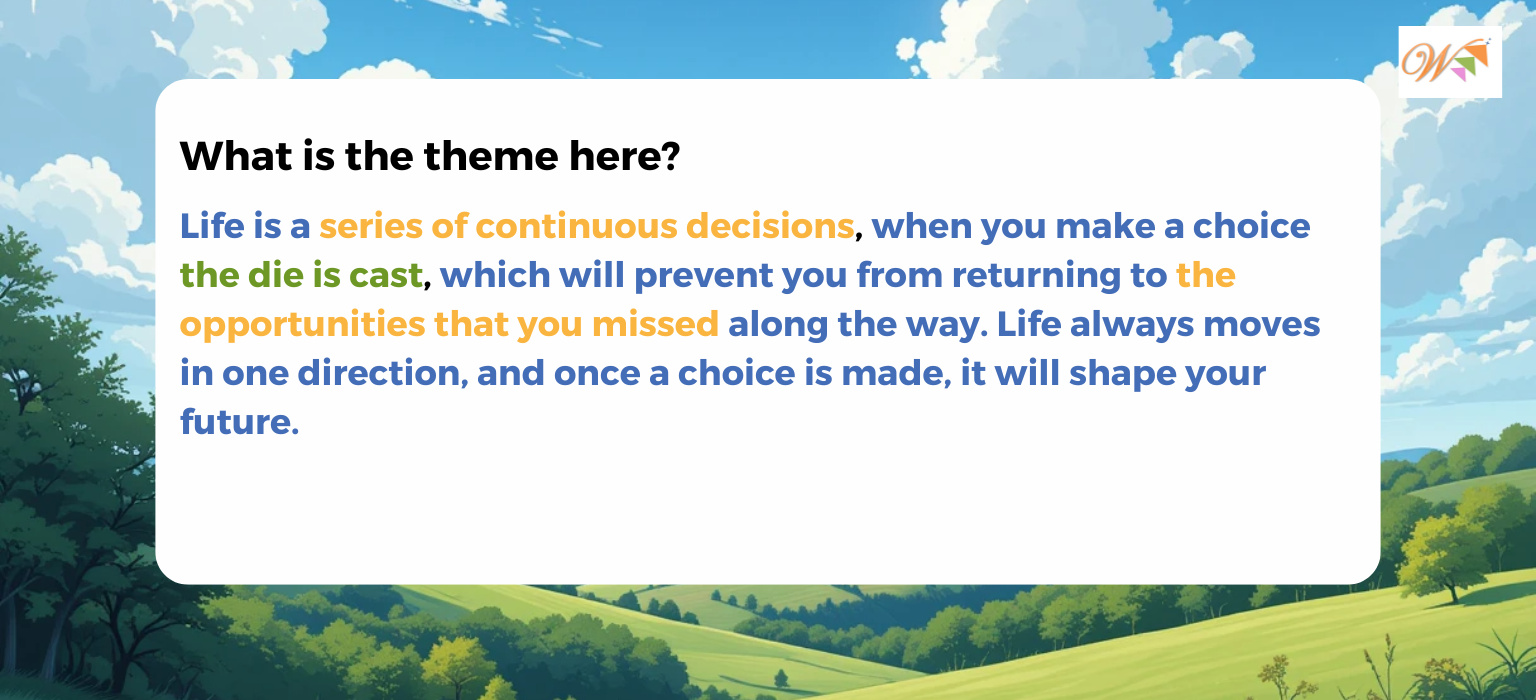 What is the theme here?
Life is a series of continuous decisions, when you make a choice
the die is cast, which will prevent you from returning to the
opportunities that you missed along the way. Life always moves
in one direction, and once a choice is made, it will shape your
future.
W